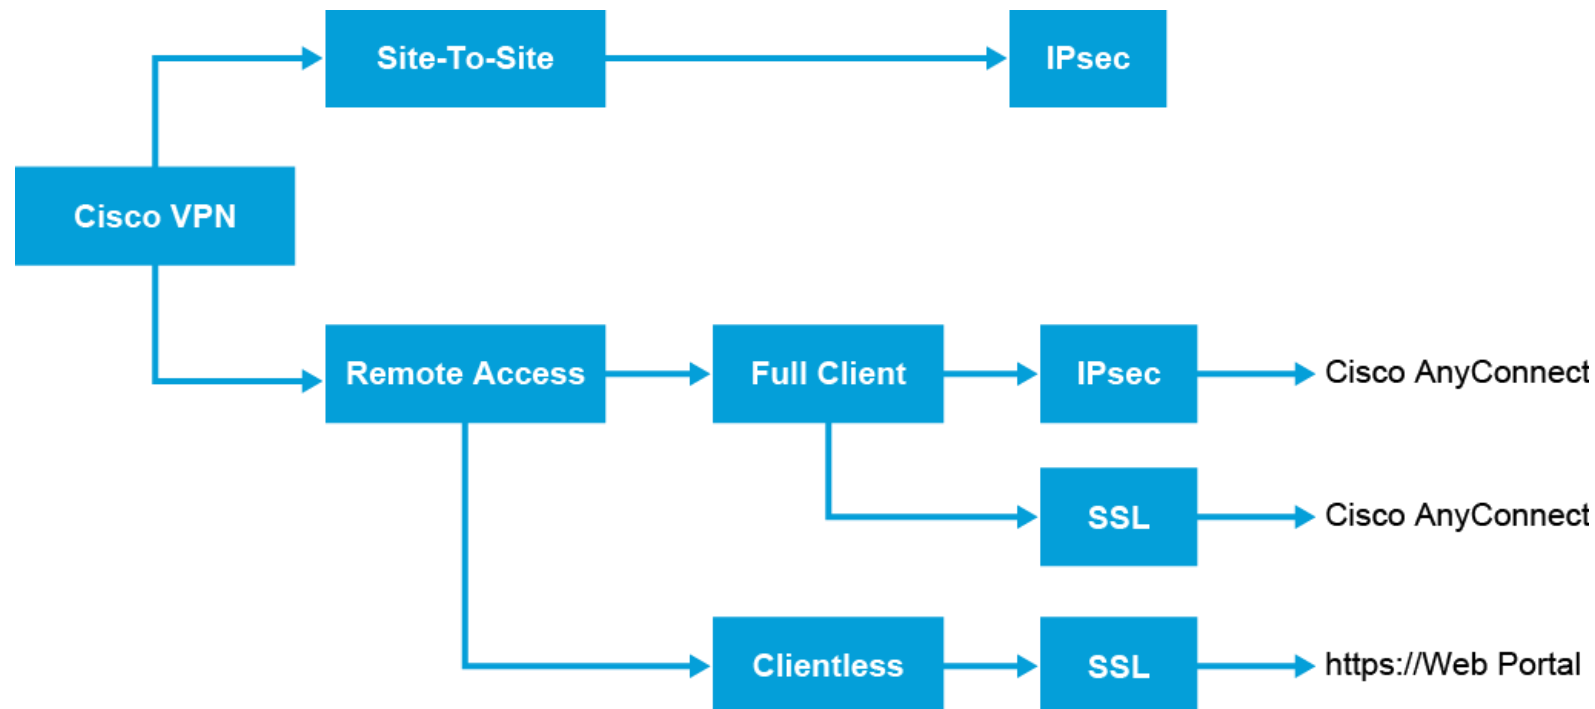 Site-To-Site
IPsec
Cisco VPN
Remote Access
Full Client
IPsec
Cisco AnyConnect
SSL
Cisco AnyConnect
Clientless
SSL
https://Web Portal